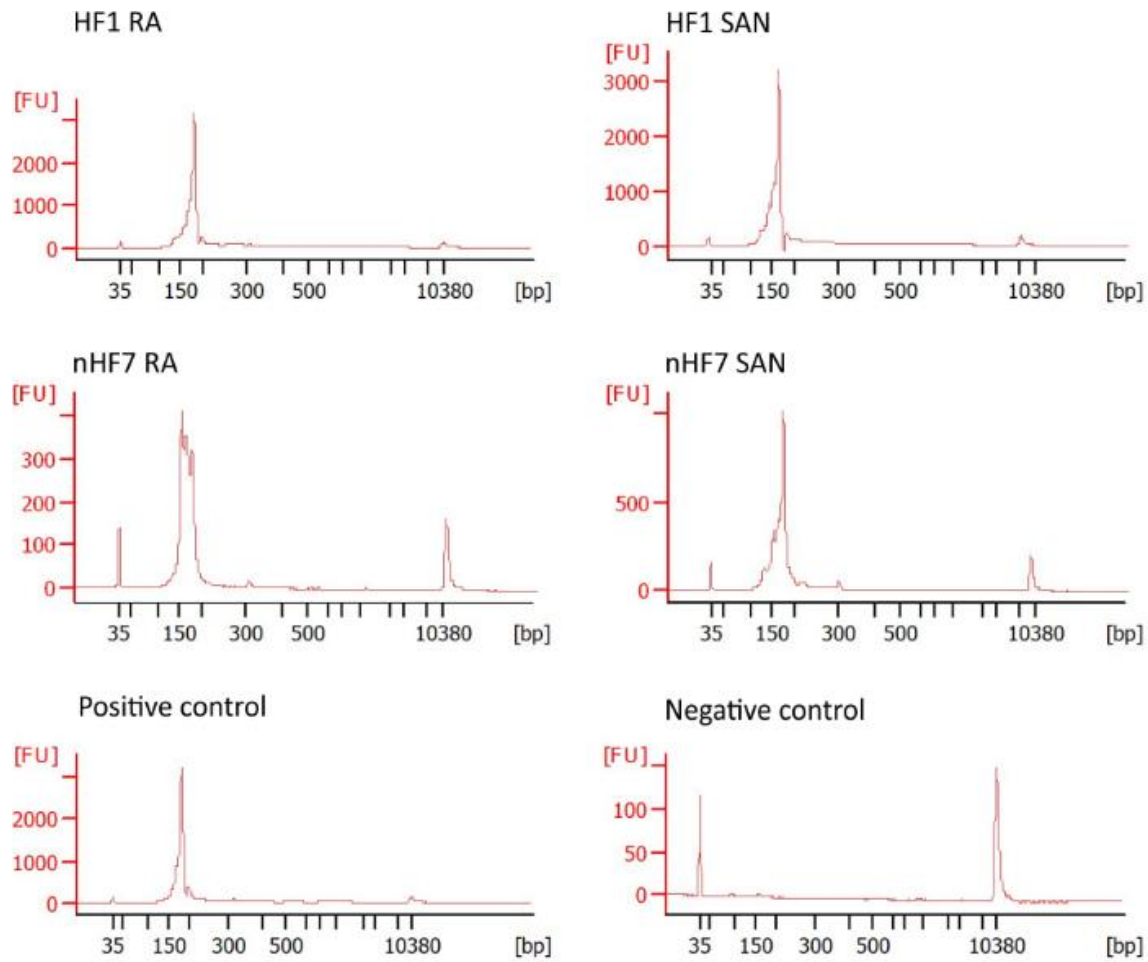 HF1 RA
[FU]
2000
1000
0
35 150 300 500 10380 [bp]
HF1 SAN
[FU]
3000
2000
1000
0
35 150 300 500 10380 [bp]
nHF7 RA
[FU]
300
200
100
0
35 150 300 500 10380 [bp]
nHF7 SAN
[FU]
500
0
35 150 300 500 10380 [bp]
Positive control
[FU]
2000
1000
0
35 150 300 500 10380 [bp]
Negative control
[FU]
100
50
0
35 150 300 500 10380 [bp]